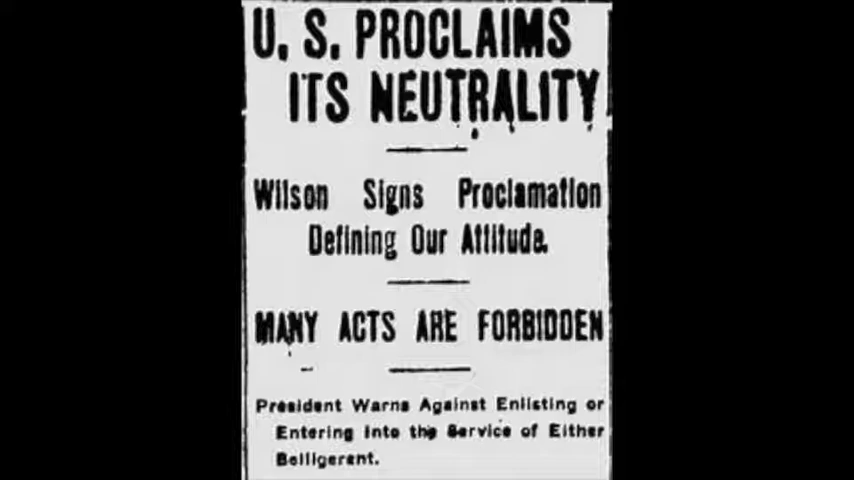 U. S. PROCLAIMS
ITS NEUTRALITY
Wilson Signs Proclamation
Defining Our Attitude.
MANY ACTS ARE FORBIDDEN
President Warns Against Enlisting or
Entering Into the Service of Either
Belligerent.